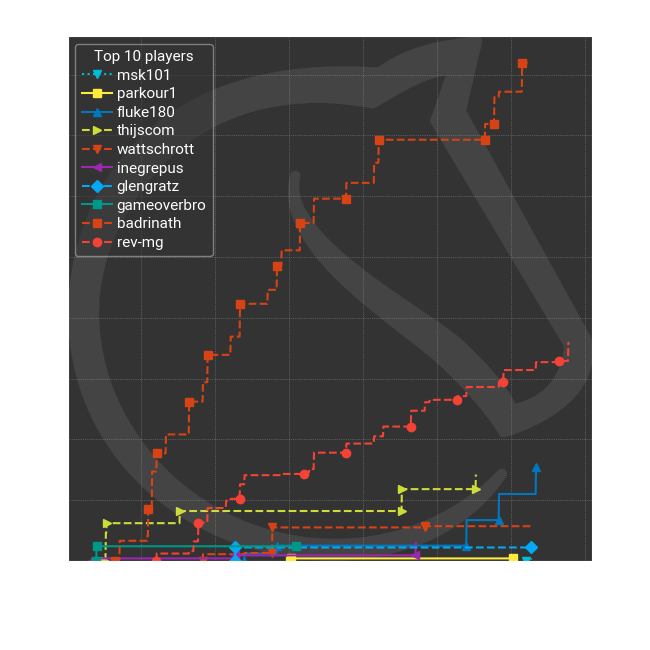 Top 10 players
msk101
parkour1
fluke180
thijscom
wattschrott
inegrepus
glengratz
gameoverbro
badrinath
rev-mg